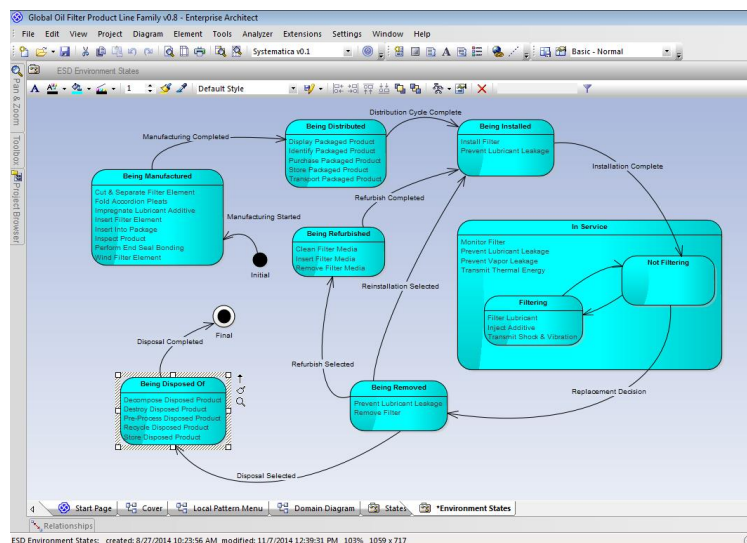 Global Oil Filter Product Line Family v0.8 - Enterprise Architect
File Edit View Project Diagram Element Tools Analyzer Extensions Settings Window Help
Systematica v0.1
Basic - Normal
ESD Environment States
1
Default Style
Pan & Zoom
Toolbox
Project Browser
Distribution Cycle Complete
Being Distributed
Display Packaged Product
Identify Packaged Product
Purchase Packaged Product
Store Packaged Product
Transport Packaged Product
Being Installed
Install Filter
Prevent Lubricant Leakage
Manufacturing Completed
Installation Complete
Being Manufactured
Cut & Separate Filter Element
Fold Accordion Pleats
Impregnate Lubricant Additive
Insert Filter Element
Insert Into Package
Inspect Product
Perform End Seal Bonding
Wind Filter Element
Refurbish Completed
Manufacturing Started
Initial
Being Refurbished
Clean Filter Media
Insert Filter Media
Remove Filter Media
In Service
Monitor Filter
Prevent Lubricant Leakage
Prevent Vapor Leakage
Transmit Thermal Energy
Not Filtering
Reinstallation Selected
Filtering
Filter Lubricant
Inject Additive
Transmit Shock & Vibration
Final
Disposal Completed
Refurbish Selected
Being Disposed Of
Decompose Disposed Product
Destroy Disposed Product
Pre-Process Disposed Product
Recycle Disposed Product
Store Disposed Product
Being Removed
Prevent Lubricant Leakage
Remove Filter
Replacement Decision
Disposal Selected
Start Page Cover Local Pattern Menu Domain Diagram States *Environment States
Relationships
ESD Environment States: created: 8/27/2014 10:23:56 AM modified: 11/7/2014 12:39:31 PM 103% 1059 x 717